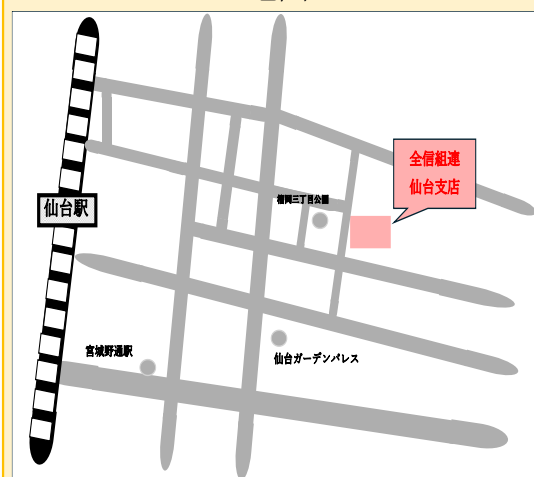 全信組連
仙台支店
榴岡三丁目公園
仙台駅
宮城野通駅
仙台ガーデンパレス